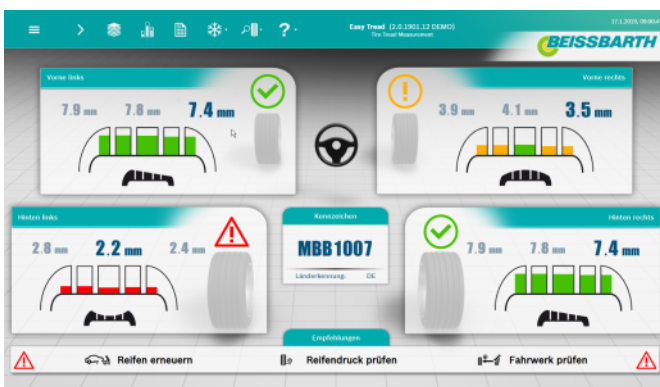 Easy Tread (2.0.1901.12 DEMO)
Tire Tread Measurement
BEISSBARTH
Vorne links
7.9 mm 7.8 mm 7.4 mm
Vorne rechts
3.9 mm 4.1 mm 3.5 mm
Hinten links
2.8 mm 2.2 mm 2.4 mm
Kennzeichen
MBB1007
Länderkennung: DE
Hinten rechts
7.9 mm 7.8 mm 7.4 mm
Empfehlungen
Reifen erneuern Reifendruck prüfen Fahrwerk prüfen